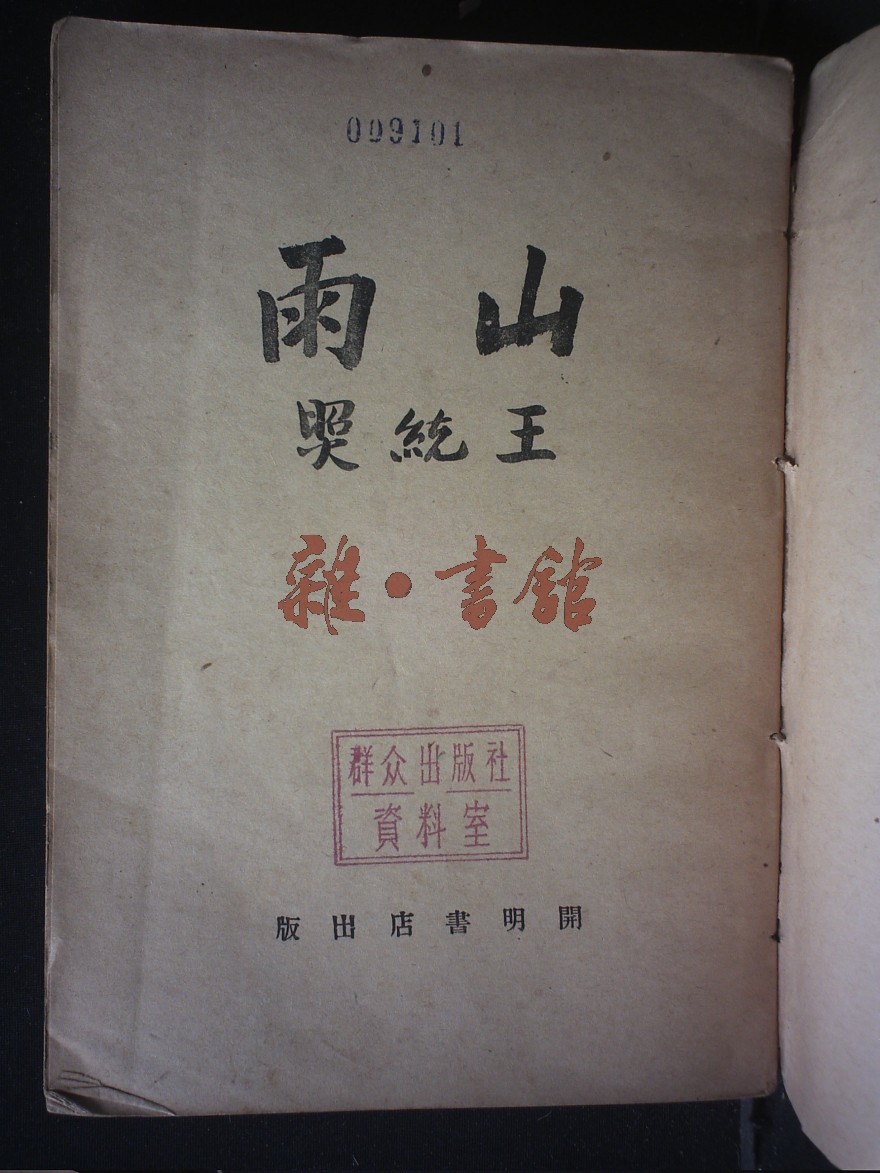 009101
山雨
王統照
雜·書館
群众出版社
資料室
開明書店出版